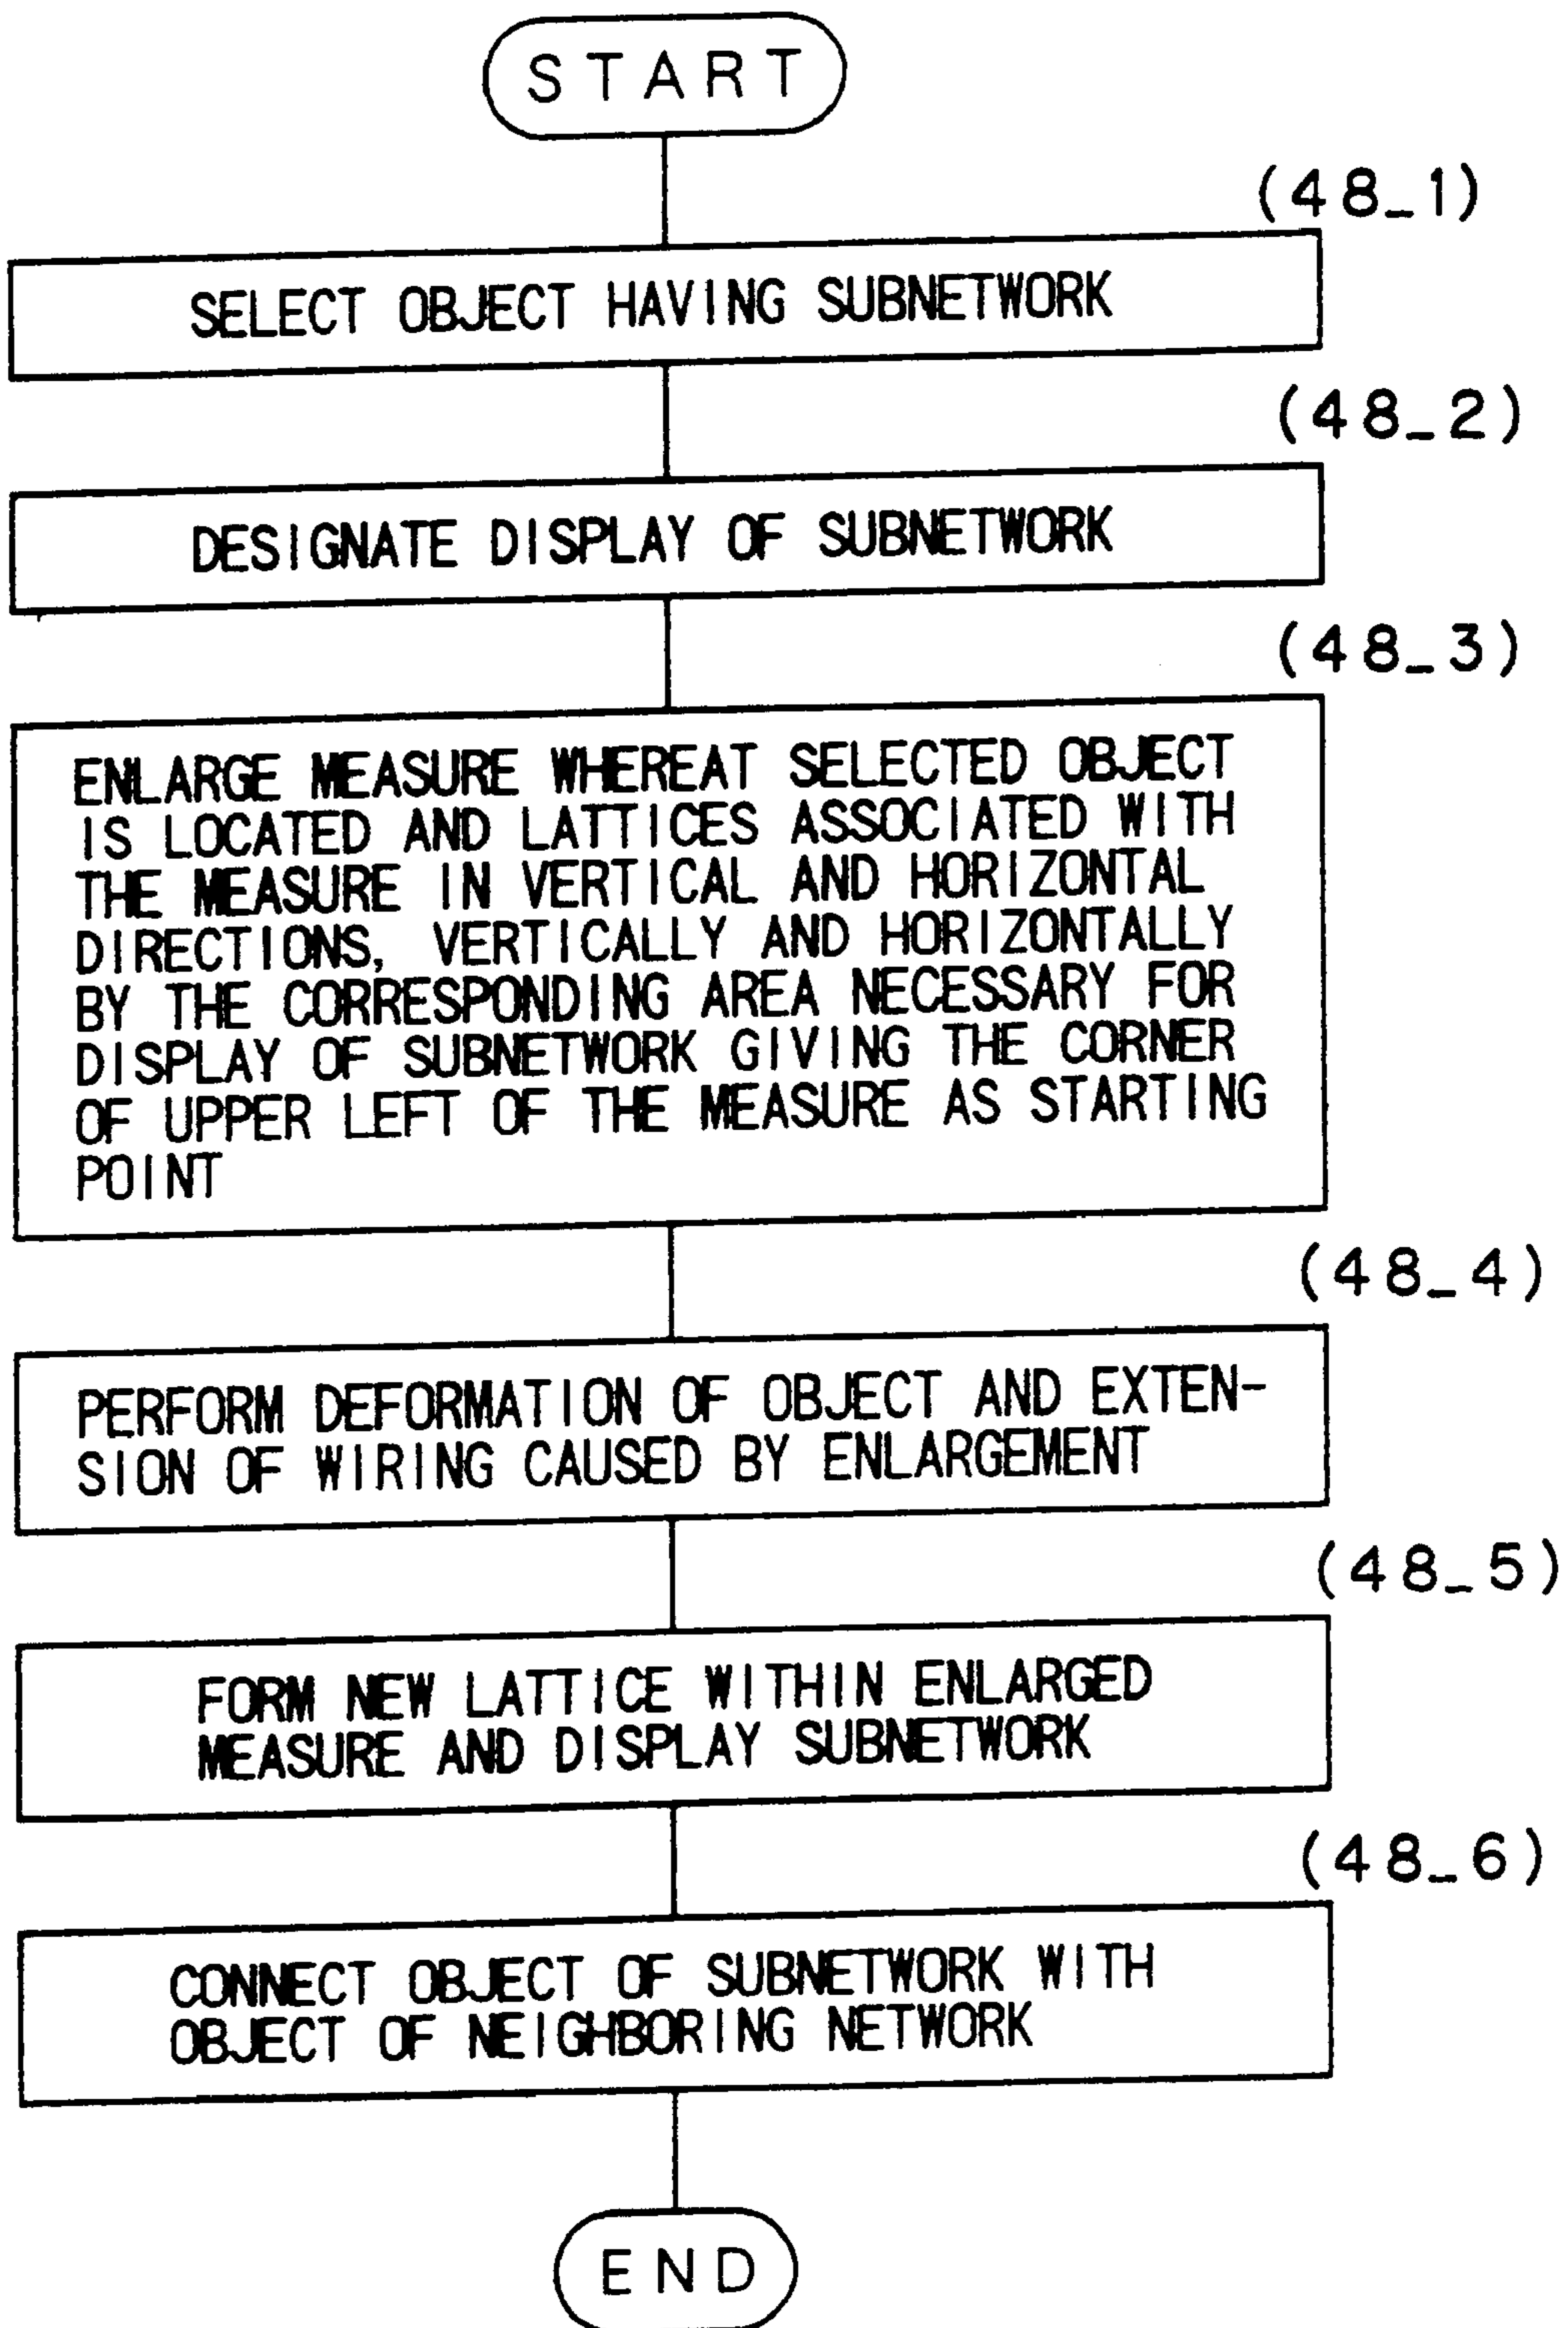 START
(48_1)
SELECT OBJECT HAVING SUBNETWORK
(48_2)
DESIGNATE DISPLAY OF SUBNETWORK
(48_3)
ENLARGE MEASURE WHEREAT SELECTED OBJECT
IS LOCATED AND LATTICES ASSOCIATED WITH
THE MEASURE IN VERTICAL AND HORIZONTAL
DIRECTIONS, VERTICALLY AND HORIZONTALLY
BY THE CORRESPONDING AREA NECESSARY FOR
DISPLAY OF SUBNETWORK GIVING THE CORNER
OF UPPER LEFT OF THE MEASURE AS STARTING
POINT
(48_4)
PERFORM DEFORMATION OF OBJECT AND EXTEN-
SION OF WIRING CAUSED BY ENLARGEMENT
(48_5)
FORM NEW LATTICE WITHIN ENLARGED
MEASURE AND DISPLAY SUBNETWORK
(48_6)
CONNECT OBJECT OF SUBNETWORK WITH
OBJECT OF NEIGHBORING NETWORK
END